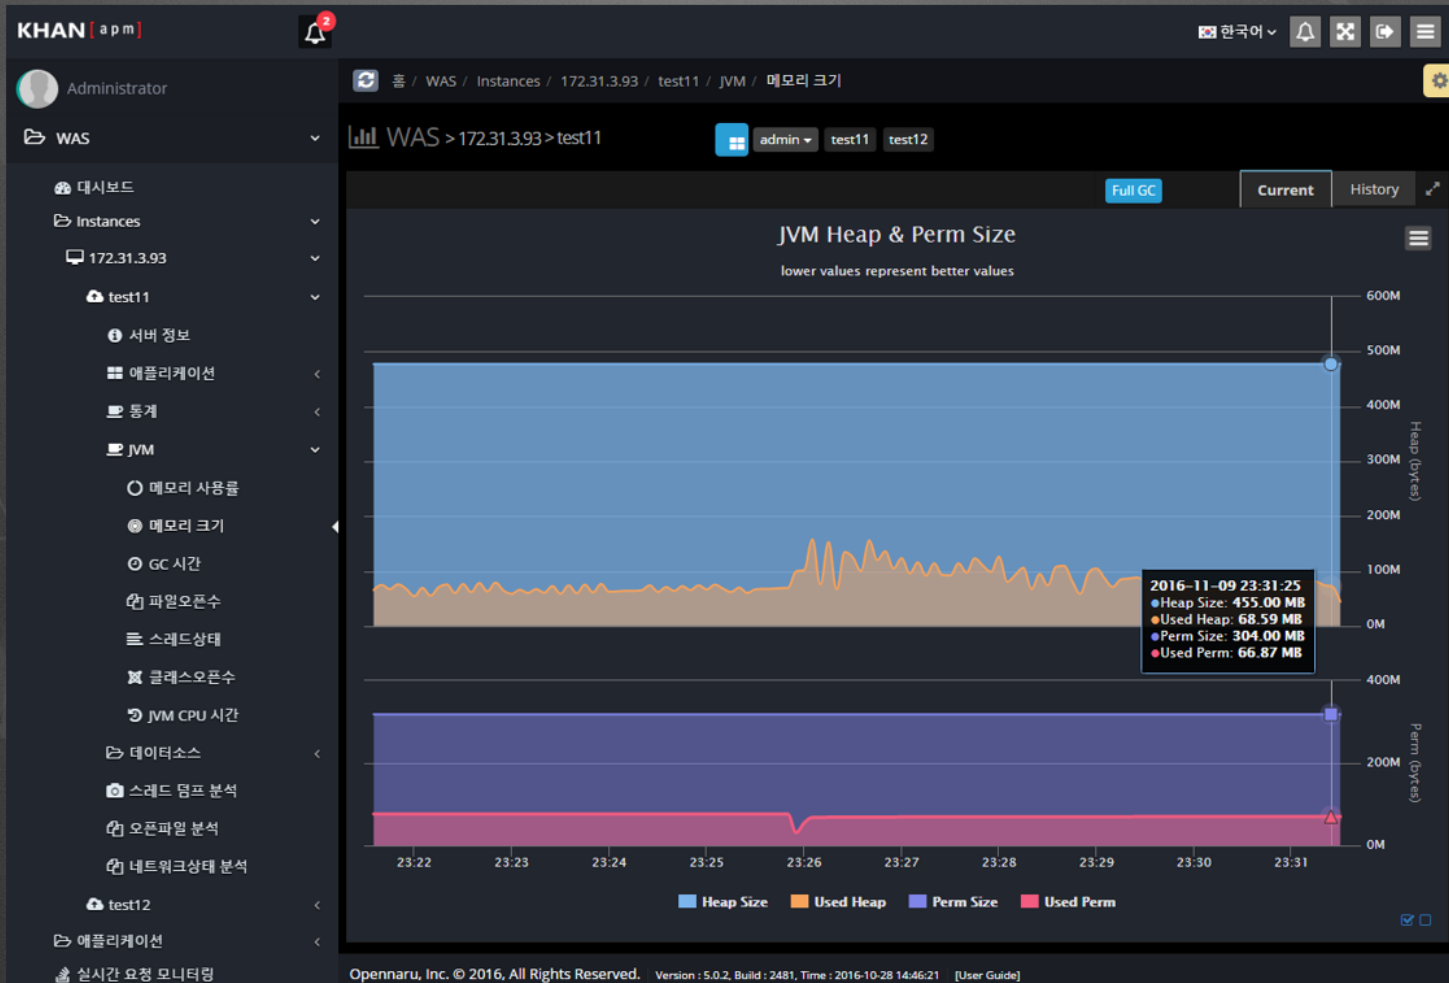 KHAN [ a p m ]
2
한국어
Administrator
홈 / WAS / Instances / 172.31.3.93 / test11 / JVM / 메모리 크기
WAS
대시보드
Instances
172.31.3.93
test11
서버 정보
애플리케이션
통계
JVM
메모리 사용률
메모리 크기
GC 시간
파일오픈수
스레드상태
클래스오픈수
JVM CPU 시간
데이터소스
스레드 덤프 분석
오픈파일 분석
네트워크상태 분석
test12
애플리케이션
실시간 요청 모니터링
WAS > 172.31.3.93 > test11
admin test11 test12
Full GC
Current History
JVM Heap & Perm Size
lower values represent better values
600M
500M
400M
300M
200M
100M
0M
Heap (bytes)
2016-11-09 23:31:25
Heap Size: 455.00 MB
Used Heap: 68.59 MB
Perm Size: 304.00 MB
Used Perm: 66.87 MB
400M
200M
0M
Perm (bytes)
23:22 23:23 23:24 23:25 23:26 23:27 23:28 23:29 23:30 23:31
Heap Size Used Heap Perm Size Used Perm
Opennaru, Inc. © 2016, All Rights Reserved. Version : 5.0.2, Build : 2481, Time : 2016-10-28 14:46:21 [User Guide]